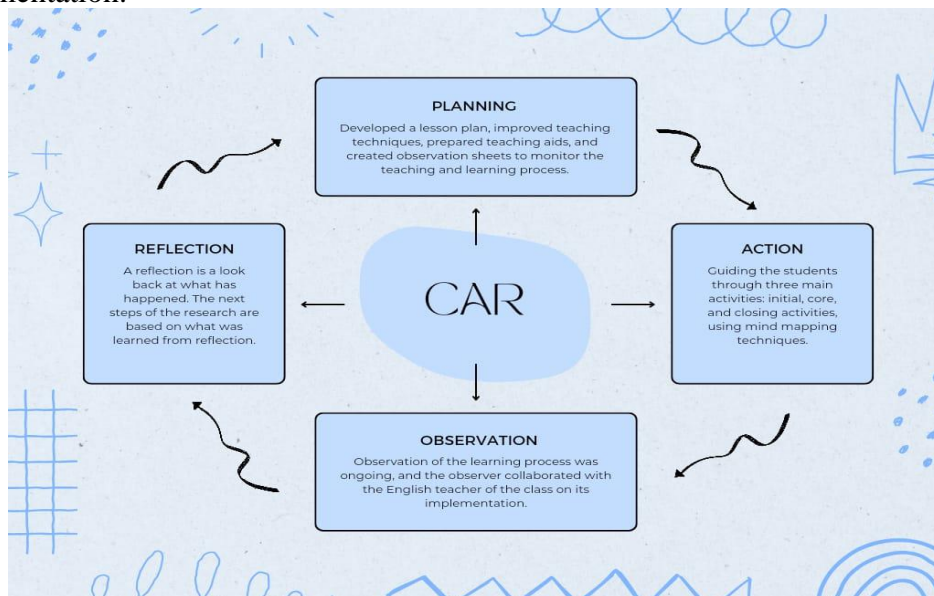 PLANNING
Developed a lesson plan, improved teaching
techniques, prepared teaching aids, and
created observation sheets to monitor the
teaching and learning process.
REFLECTION
A reflection is a look
back at what has
happened. The next
steps of the research are
based on what was
learned from reflection.
CAR
ACTION
Guiding the students
through three main
activities: initial, core,
and closing activities,
using mind mapping
techniques.
OBSERVATION
Observation of the learning process was
ongoing, and the observer collaborated with
the English teacher of the class on its
implementation.